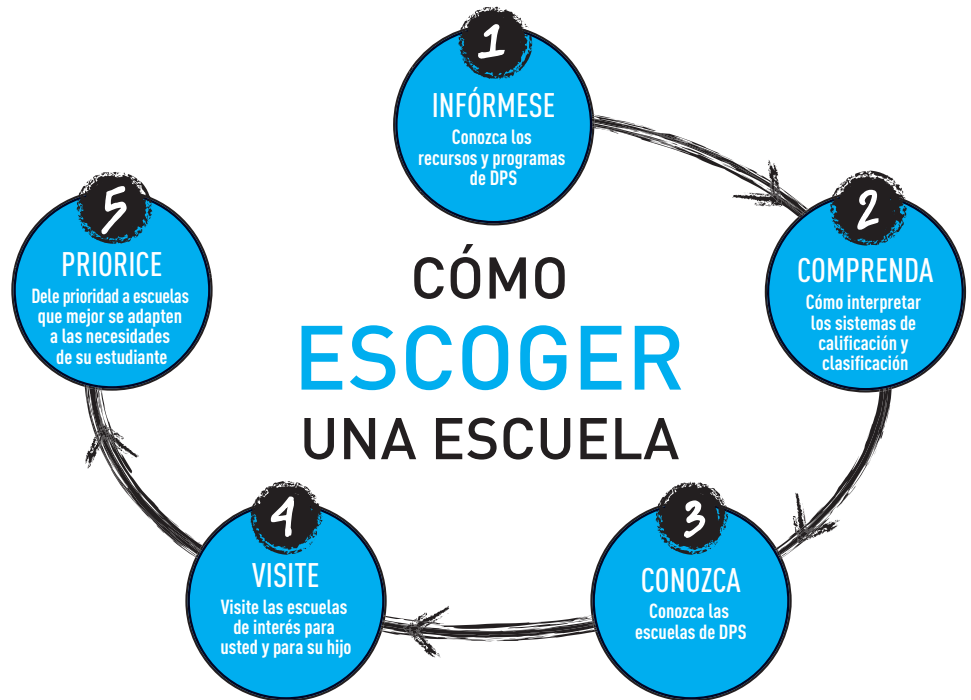 CÓMO
ESCOGER
UNA ESCUELA
1
INFÓRMESE
Conozca los
recursos y programas
de DPS
2
COMPRENDA
Cómo interpretar
los sistemas de
calificación y
clasificación
3
CONOZCA
Conozca las
escuelas de DPS
4
VISITE
Visite las escuelas
de interés para
usted y para su hijo
5
PRIORICE
Dele prioridad a escuelas
que mejor se adapten
a las necesidades
de su estudiante